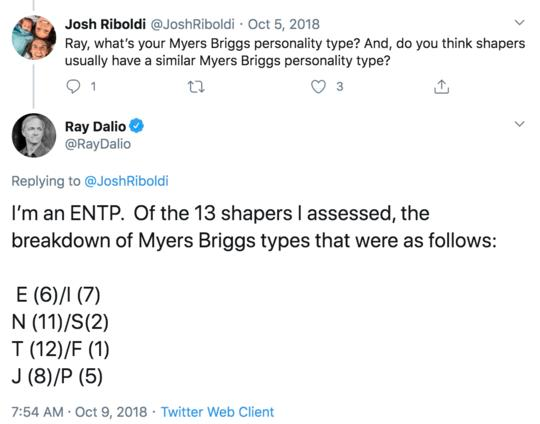 Josh Riboldi @JoshRiboldi · Oct 5, 2018
Ray, what's your Myers Briggs personality type? And, do you think shapers
usually have a similar Myers Briggs personality type?
1 3
Ray Dalio
@RayDalio
Replying to @JoshRiboldi
I'm an ENTP. Of the 13 shapers I assessed, the
breakdown of Myers Briggs types that were as follows:
E (6)/I (7)
N (11)/S(2)
T (12)/F (1)
J (8)/P (5)
7:54 AM · Oct 9, 2018 · Twitter Web Client